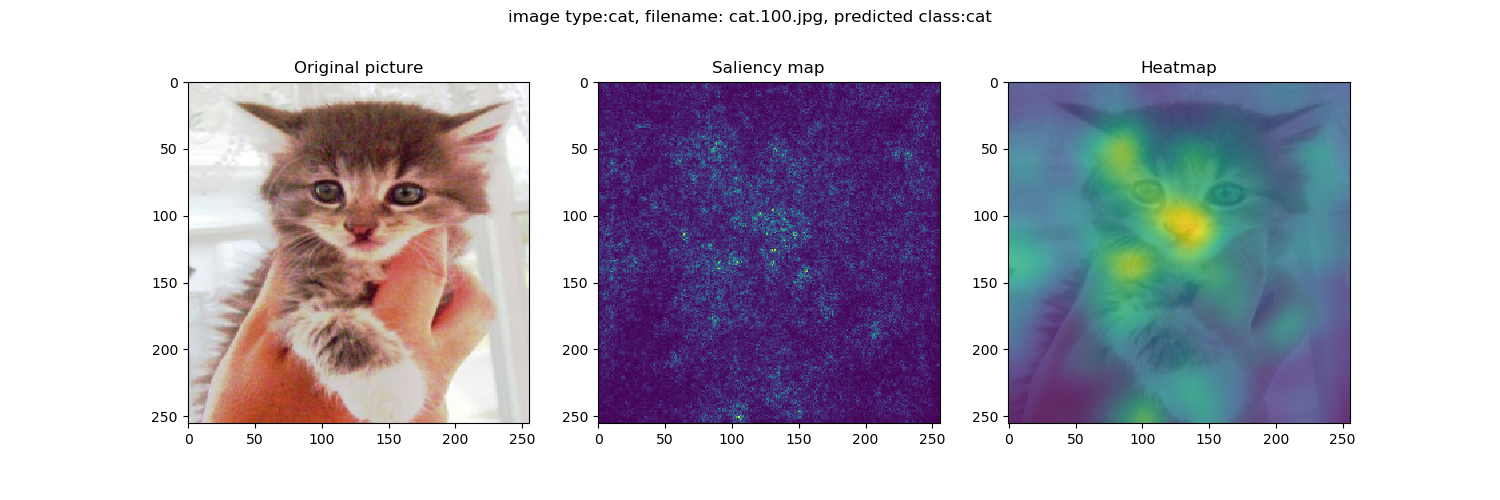 image type:cat, filename: cat.100.jpg, predicted class:cat
Original picture
Saliency map
Heatmap
0
50
100
150
200
250
0 50 100 150 200 250
0
50
100
150
200
250
0 50 100 150 200 250
0
50
100
150
200
250
0 50 100 150 200 250